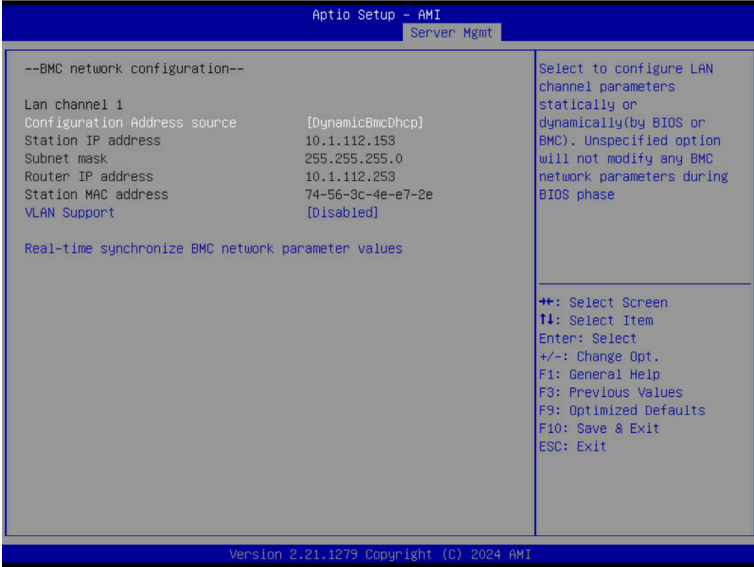 Aptio Setup – AMI
Server Mgmt
--BMC network configuration--
Lan channel 1
Configuration Address source [DynamicBmcDhcp]
Station IP address 10.1.112.153
Subnet mask 255.255.255.0
Router IP address 10.1.112.253
Station MAC address 74-56-3c-4e-e7-2e
VLAN Support [Disabled]
Real-time synchronize BMC network parameter values
Select to configure LAN
channel parameters
statically or
dynamically(by BIOS or
BMC). Unspecified option
will not modify any BMC
network parameters during
BIOS phase
→←: Select Screen
↑↓: Select Item
Enter: Select
+/-: Change Opt.
F1: General Help
F3: Previous Values
F9: Optimized Defaults
F10: Save & Exit
ESC: Exit
Version 2.21.1279 Copyright (C) 2024 AMI